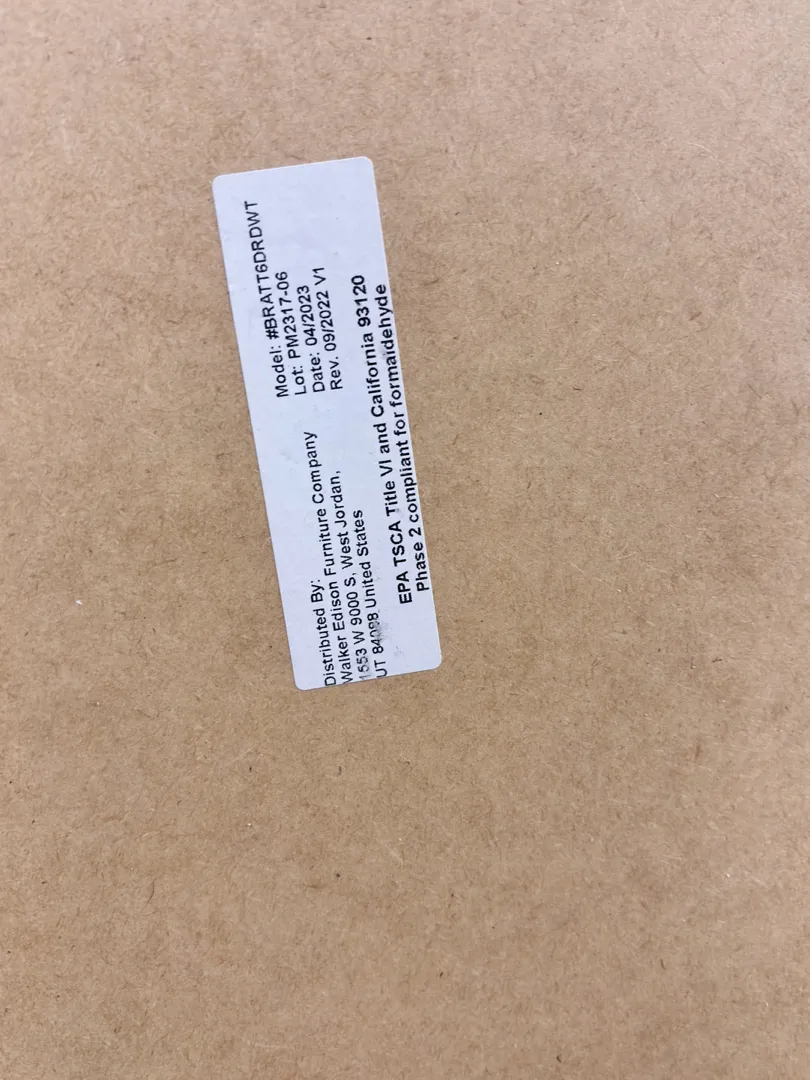 Distributed By:
Walker Edison Furniture Company
1553 W 9000 S, West Jordan,
UT United States
Model: #BRATT6DRDWT
Lot: PM2317-06
Date: 04/2023
Rev. 09/2022 V1
EPA TSCA Title VI and California 93120
Phase 2 compliant for formaldehyde